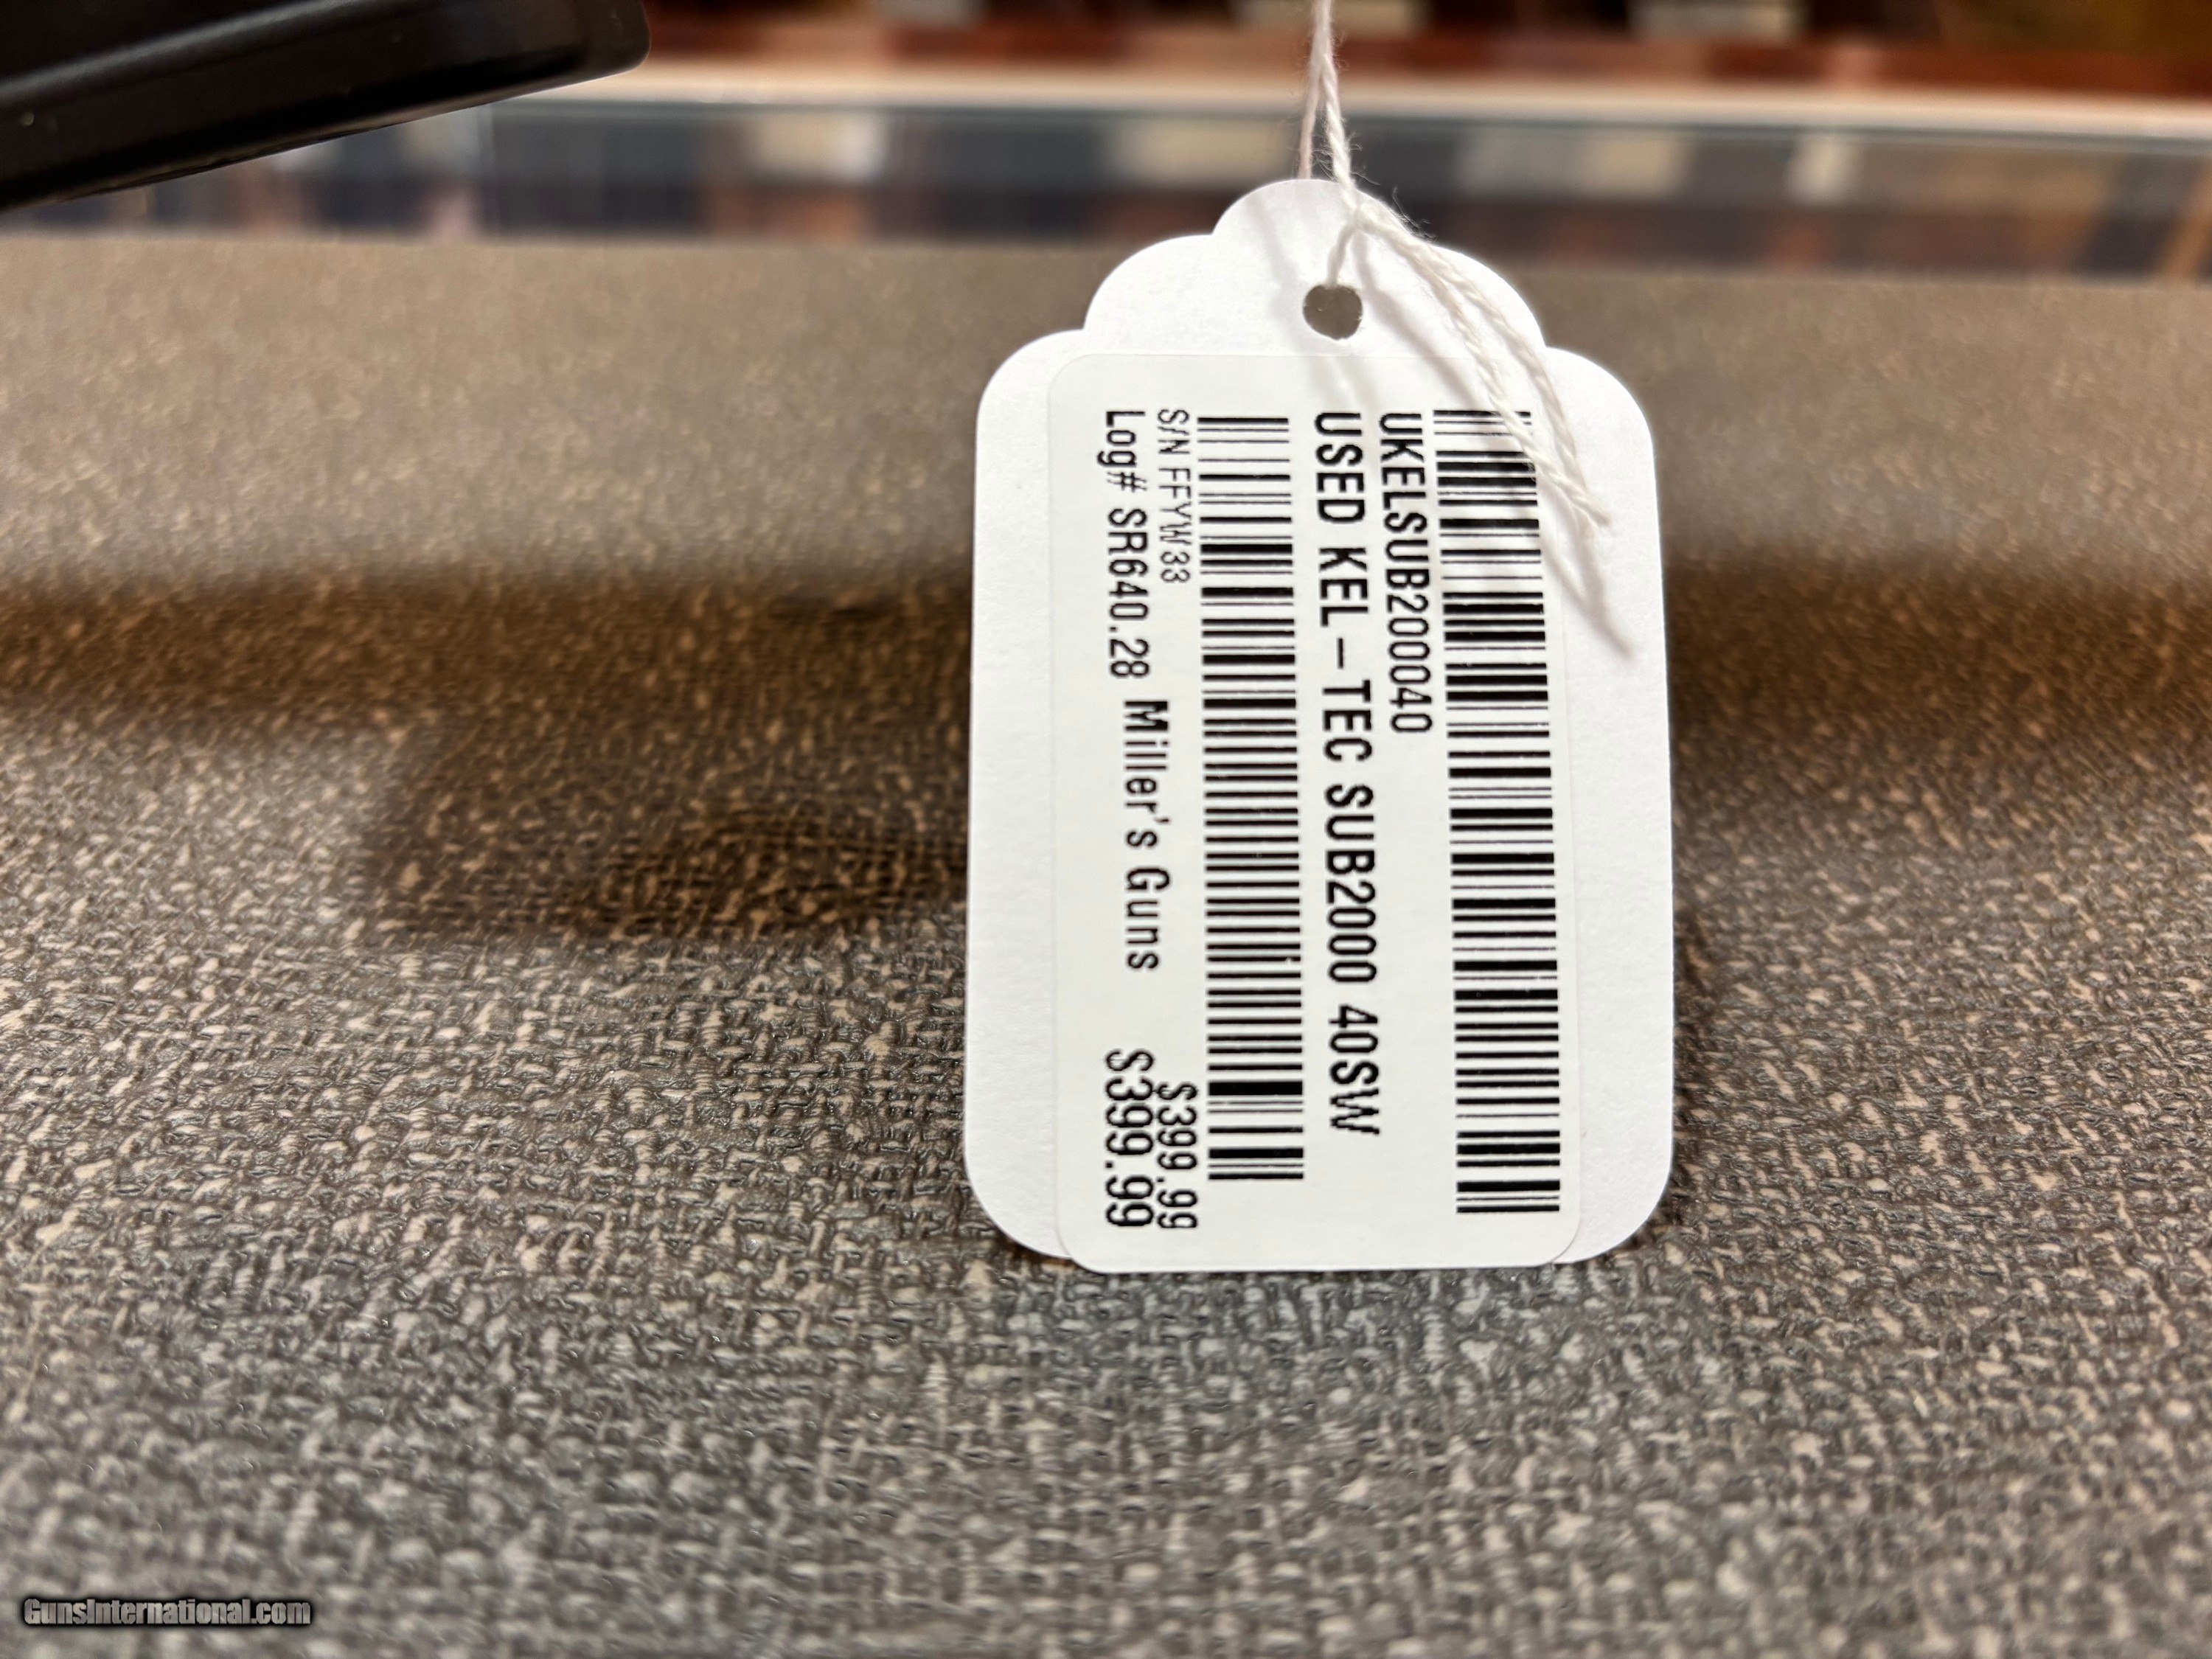 UKELSUB200040
USED KEL-TEC SUB2000 40SW
S/N FFYW33 $399.99
Log# SR640.28 Miller's Guns $399.99
GunsInternational.com